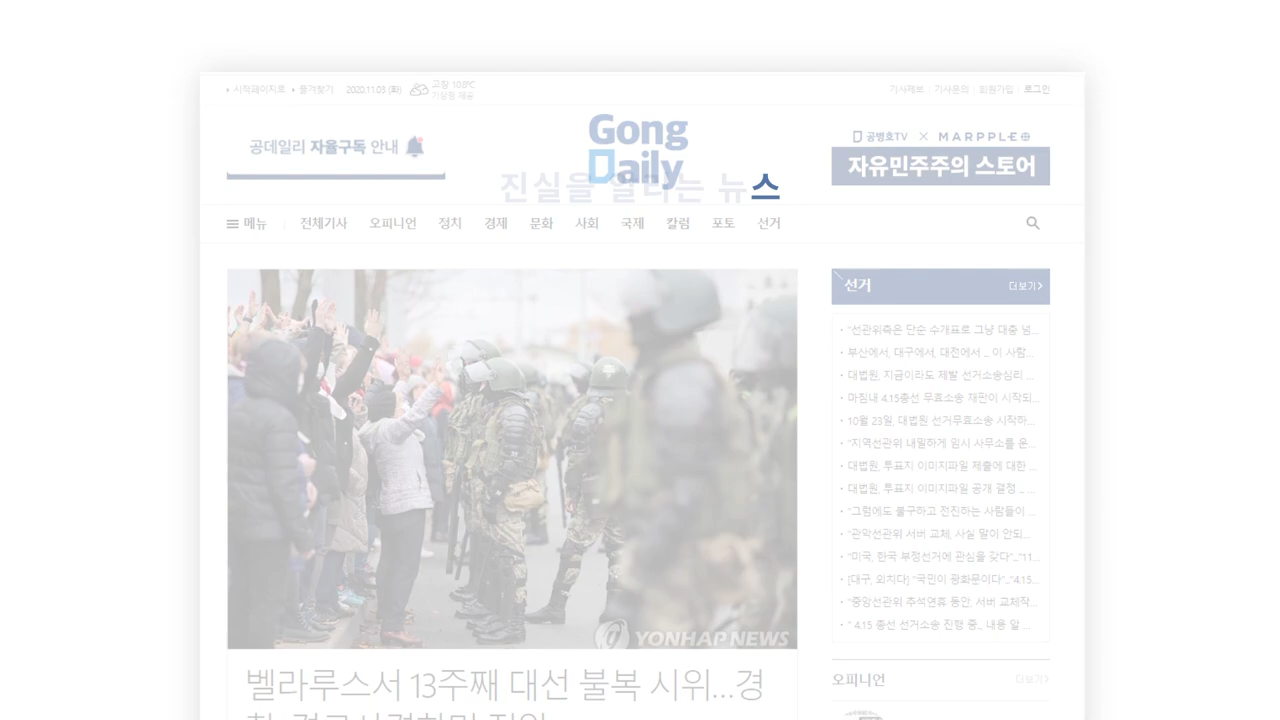 시작페이지로 즐겨찾기 2020.11.03 (화) 고창 10.8℃
기상청 제공
기사제보 기사문의 회원가입 로그인
공데일리 자율구독 안내
Gong
Daily
진실을 알리는 뉴스
공병호TV × MARPPLE
자유민주주의 스토어
메뉴 전체기사 오피니언 정치 경제 문화 사회 국제 칼럼 포토 선거
YONHAP NEWS
벨라루스서 13주째 대선 불복 시위...경
선거 더보기
"선관위측은 단순 수개표로 그냥 대충 넘...
부산에서, 대구에서, 대전에서 ... 이 사람...
대법원, 지금이라도 제발 선거소송심리 ...
마침내 4.15총선 무효소송 재판이 시작되...
10월 23일, 대법원 선거무효소송 시작하...
"지역선관위 내밀하게 임시 사무소를 운...
대법원, 투표지 이미지파일 제출에 대한 ...
대법원, 투표지 이미지파일 공개 결정 ... ...
"그럼에도 불구하고 전진하는 사람들이 ...
"관악선관위 서버 교체, 사실 말이 안되...
"미국, 한국 부정선거에 관심을 갖다"..."11...
[대구, 외치다] "국민이 광화문이다"..."4.15...
"중앙선관위 추석연휴 동안, 서버 교체작...
" 4.15 총선 선거소송 진행 중... 내용 알 ...
오피니언 더보기